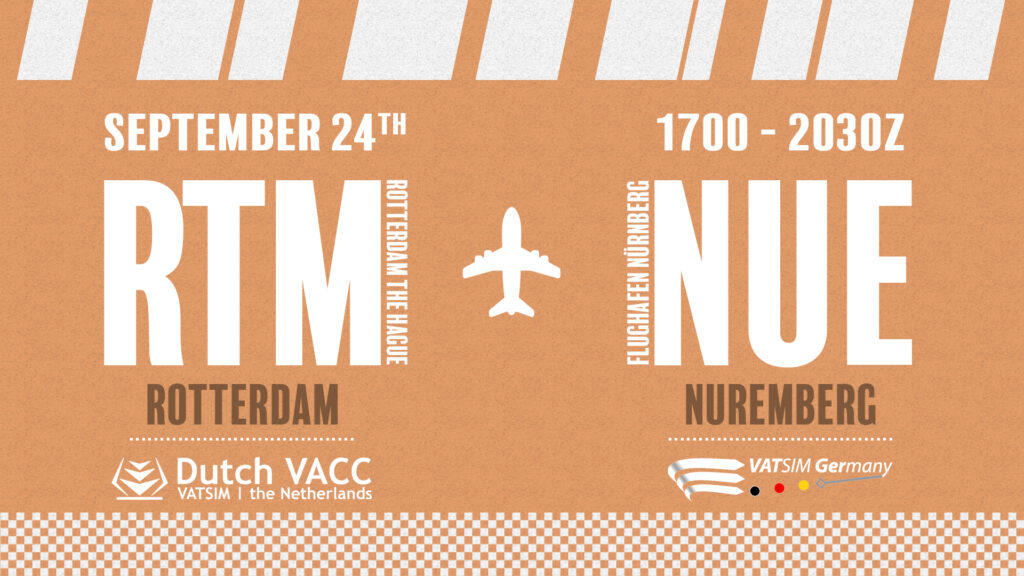 SEPTEMBER 24TH
1700 - 2030Z
RTM
ROTTERDAM THE HAGUE
FLUGHAFEN NÜRNBERG
NUE
ROTTERDAM
NUREMBERG
Dutch VACC
VATSIM | the Netherlands
VATSIM Germany